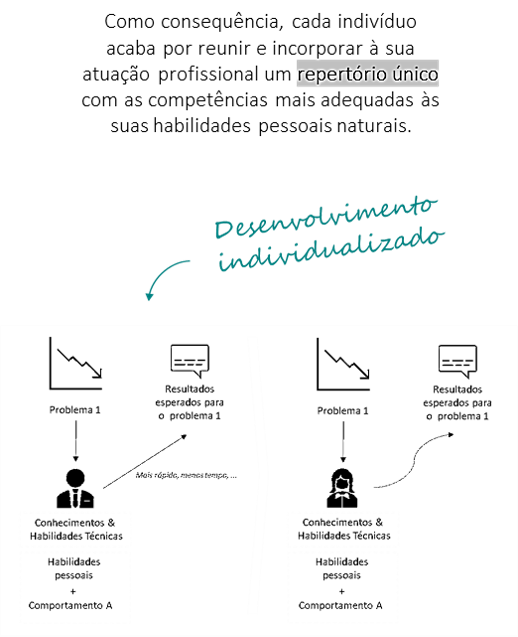 Como consequência, cada indivíduo
acaba por reunir e incorporar à sua
atuação profissional um repertório único
com as competências mais adequadas às
suas habilidades pessoais naturais.
Desenvolvimento
individualizado
Problema 1
Resultados
esperados para
o problema 1
Mais rápido, menos tempo, ...
Conhecimentos &
Habilidades Técnicas
Habilidades
pessoais
+
Comportamento A
Problema 1
Resultados
esperados para
o problema 1
Conhecimentos &
Habilidades Técnicas
Habilidades
pessoais
+
Comportamento A